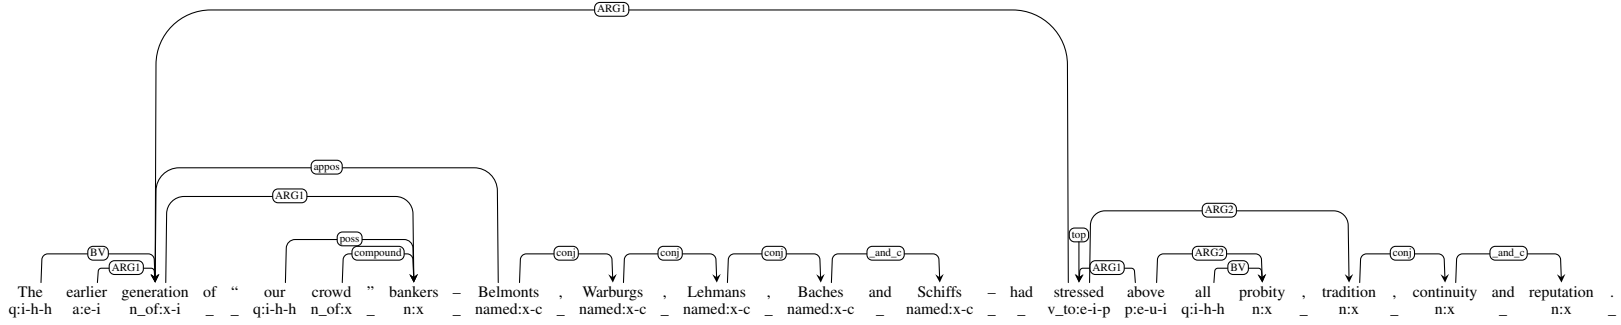 ARG1
appos
ARG1
ARG2
top
poss
BV compound conj conj conj _and_c ARG2 conj _and_c
ARG1 ARG1 BV
The earlier generation of “ our crowd ” bankers – Belmonts , Warburgs , Lehmans , Baches and Schiffs – had stressed above all probity , tradition , continuity and reputation .
q:i-h-h a:e-i n_of:x-i _ _ q:i-h-h n_of:x _ n:x _ named:x-c _ named:x-c _ named:x-c _ named:x-c _ named:x-c _ _ v_to:e-i-p p:e-u-i q:i-h-h n:x _ n:x _ n:x _ n:x _